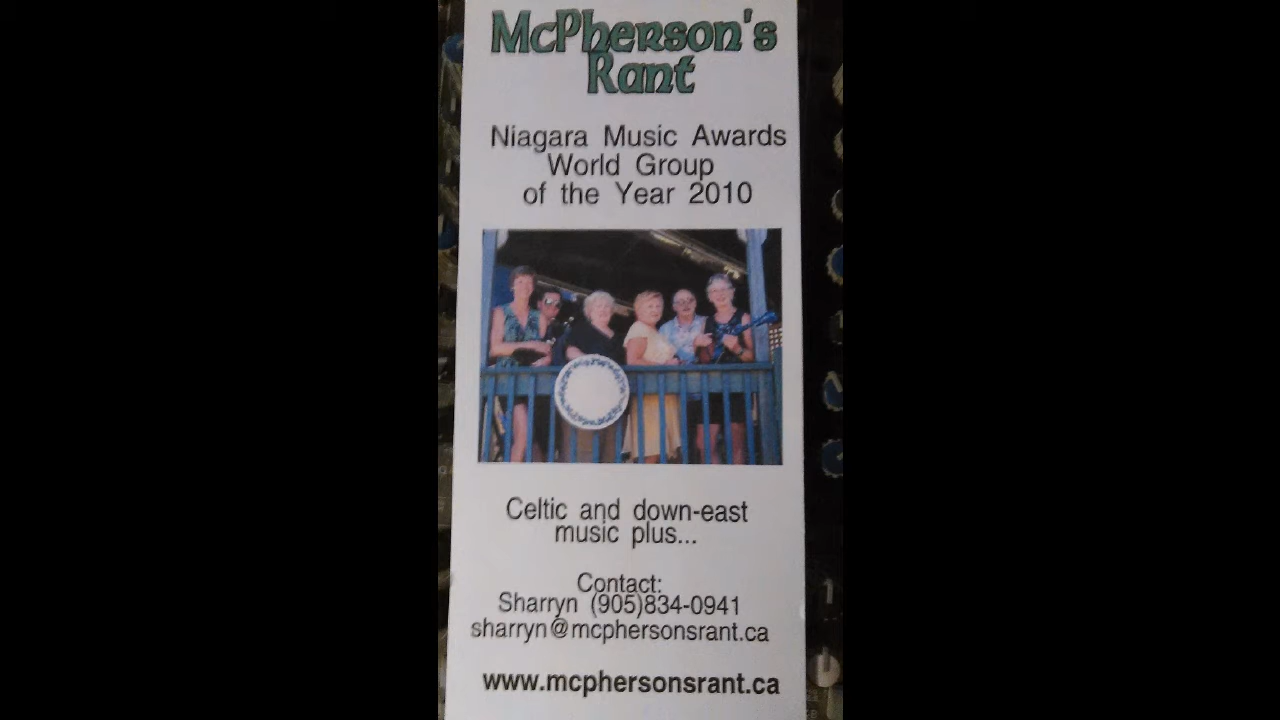 McPherson's
Rant
Niagara Music Awards
World Group
of the Year 2010
Celtic and down-east
music plus...
Contact:
Sharryn (905)834-0941
sharryn@mcphersonsrant.ca
www.mcphersonsrant.ca